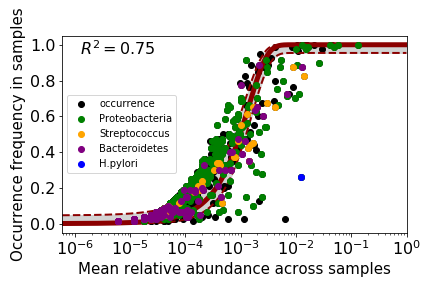 R² = 0.75
1.0
0.8
0.6
0.4
0.2
0.0
Occurrence frequency in samples
occurrence
Proteobacteria
Streptococcus
Bacteroidetes
H.pylori
10⁻⁶ 10⁻⁵ 10⁻⁴ 10⁻³ 10⁻² 10⁻¹ 10⁰
Mean relative abundance across samples